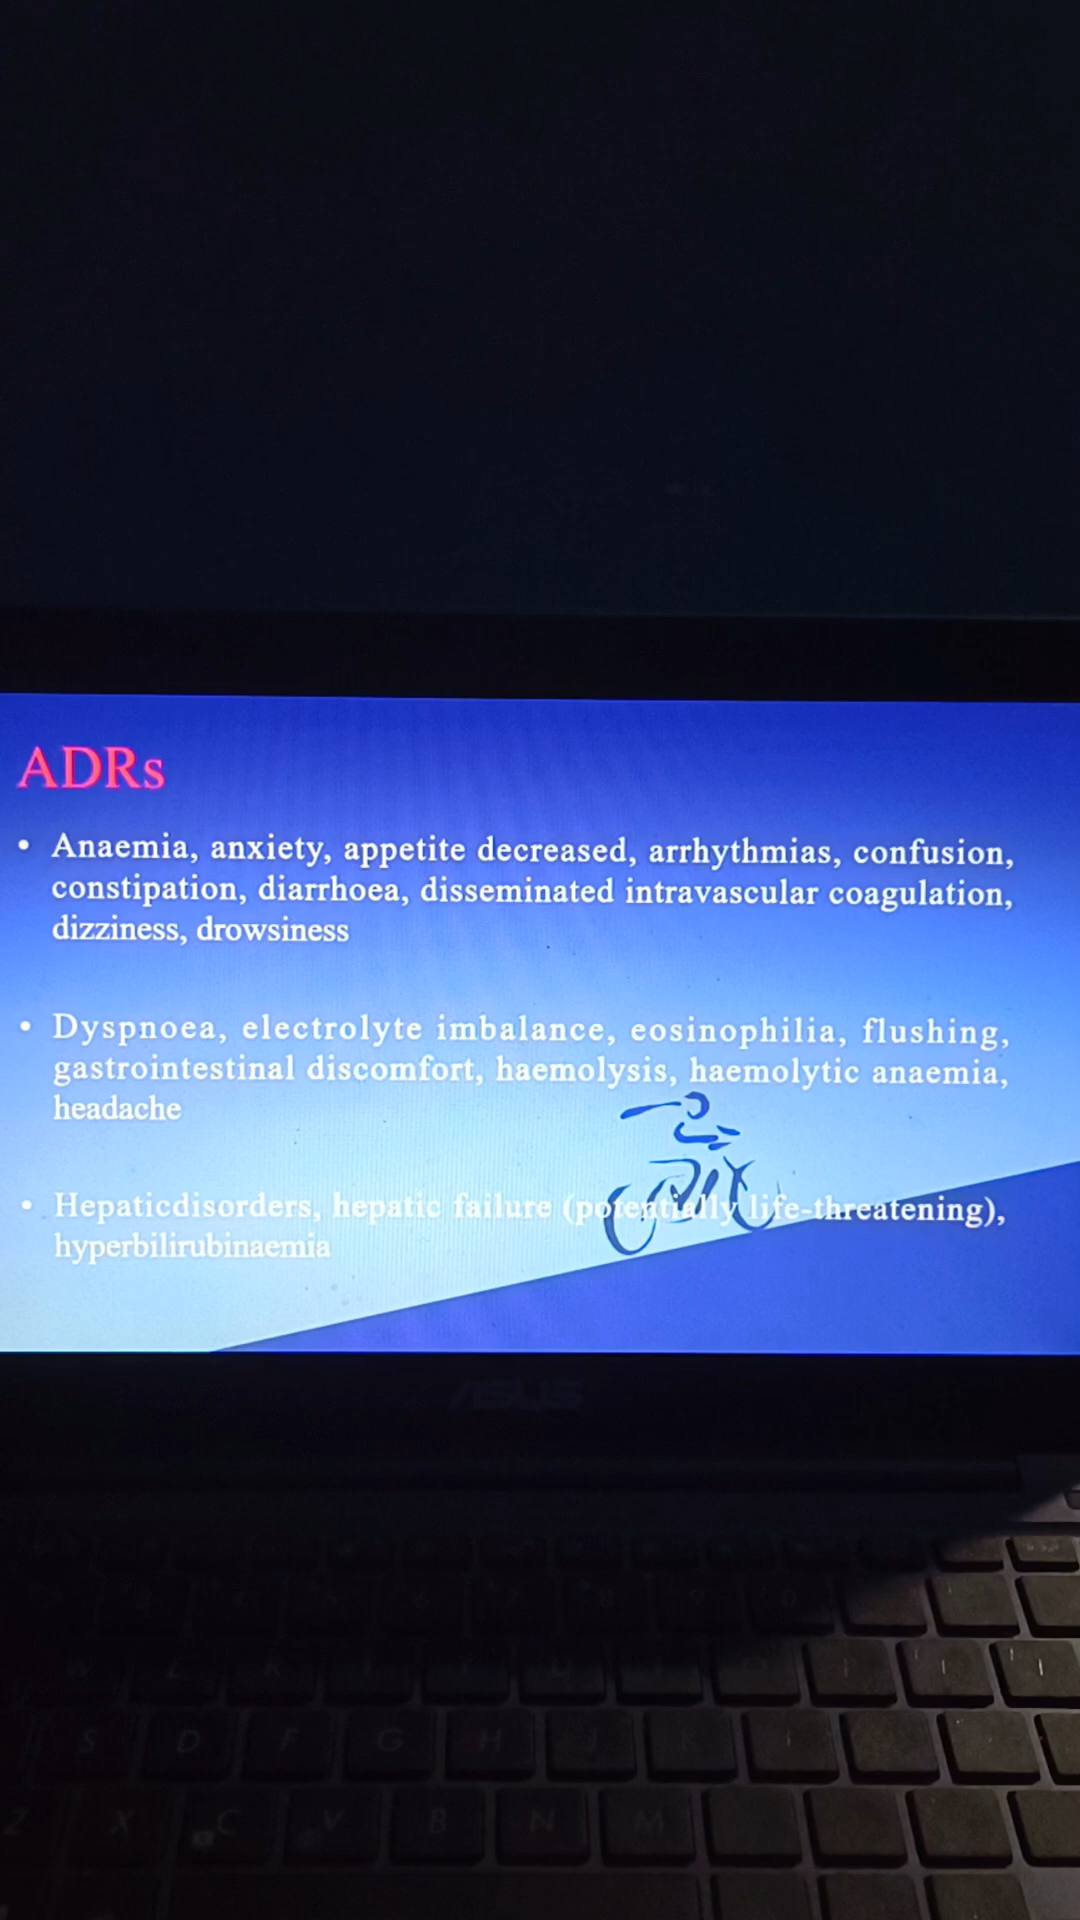 ADRs
• Anaemia, anxiety, appetite decreased, arrhythmias, confusion,
constipation, diarrhoea, disseminated intravascular coagulation,
dizziness, drowsiness
• Dyspnoea, electrolyte imbalance, eosinophilia, flushing,
gastrointestinal discomfort, haemolysis, haemolytic anaemia,
headache
• Hepaticdisorders, hepatic failure (potentially life-threatening),
hyperbilirubinaemia
ASUS
S D F G H
Z X C V B N M